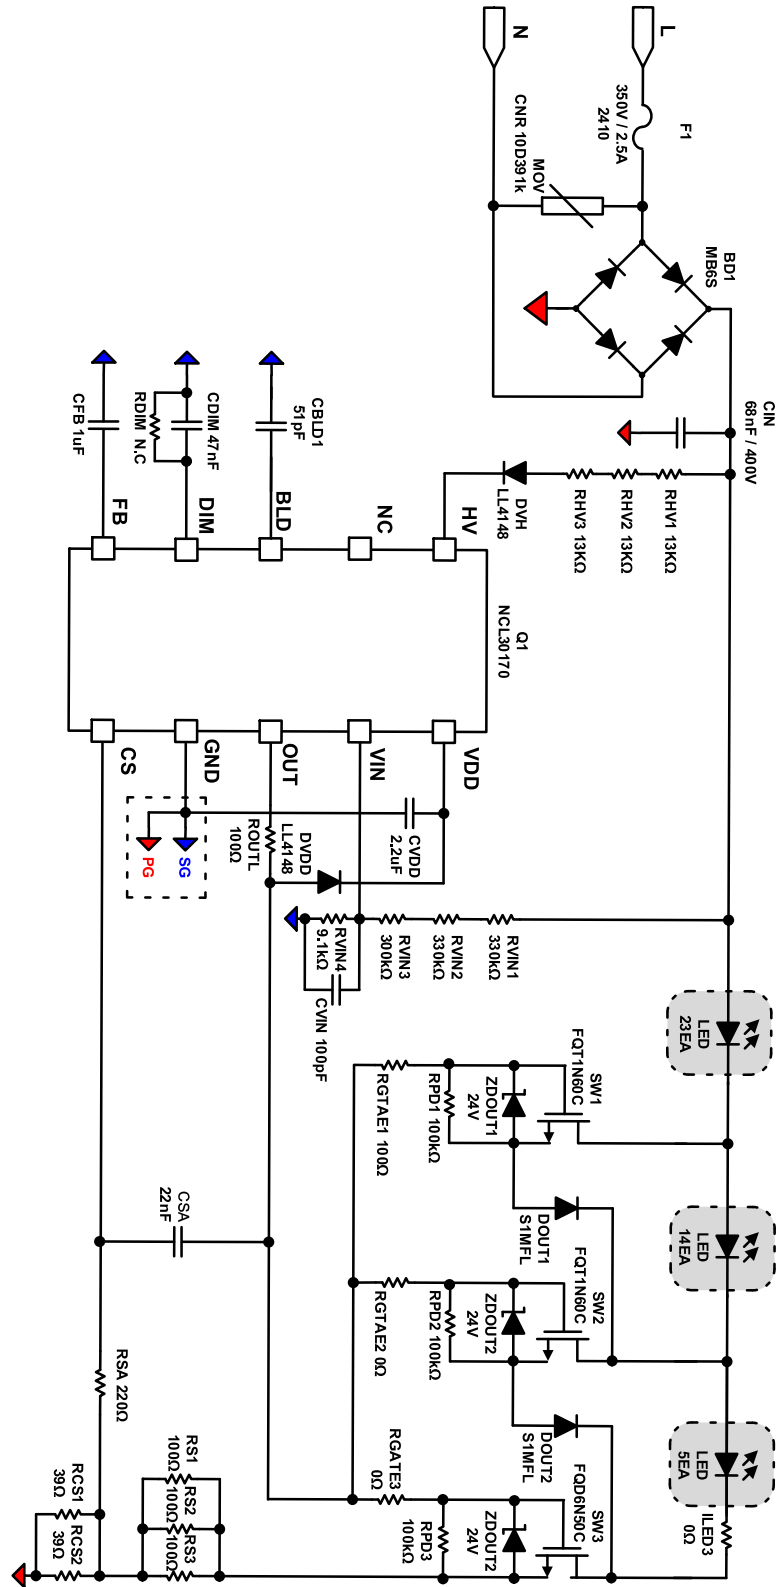 L
N
F1
350V / 2.5A
2410
MOV
CNR 10D391k
BD1
MB6S
CIN
68nF / 400V
RHV1 13KΩ
RHV2 13KΩ
RHV3 13KΩ
DVH
LL4148
CBLD1
51pF
CDIM 47nF
RDIM N.C
CFB 1uF
HV
NC
BLD
DIM
FB
Q1
NCL30170
VDD
VIN
OUT
GND
CS
SG
PG
CVDD
2.2uF
DVDD
LL4148
ROUTL
100Ω
RVIN1
330kΩ
RVIN2
330kΩ
RVIN3
300kΩ
RVIN4
9.1kΩ
CVIN 100pF
LED
23EA
SW1
FQT1N60C
ZDOUT1
24V
RPD1 100kΩ
RGTAE1 100Ω
DOUT1
S1MFL
LED
14EA
CSA
22nF
SW2
FQT1N60C
ZDOUT2
24V
RPD2 100kΩ
RGTAE2 0Ω
DOUT2
S1MFL
LED
5EA
ILED3
0Ω
RSA 220Ω
RGATE3
0Ω
SW3
FQD6N50C
ZDOUT2
24V
RPD3
100kΩ
RS1
100Ω
RS2
100Ω
RS3
100Ω
RCS1
39Ω
RCS2
39Ω